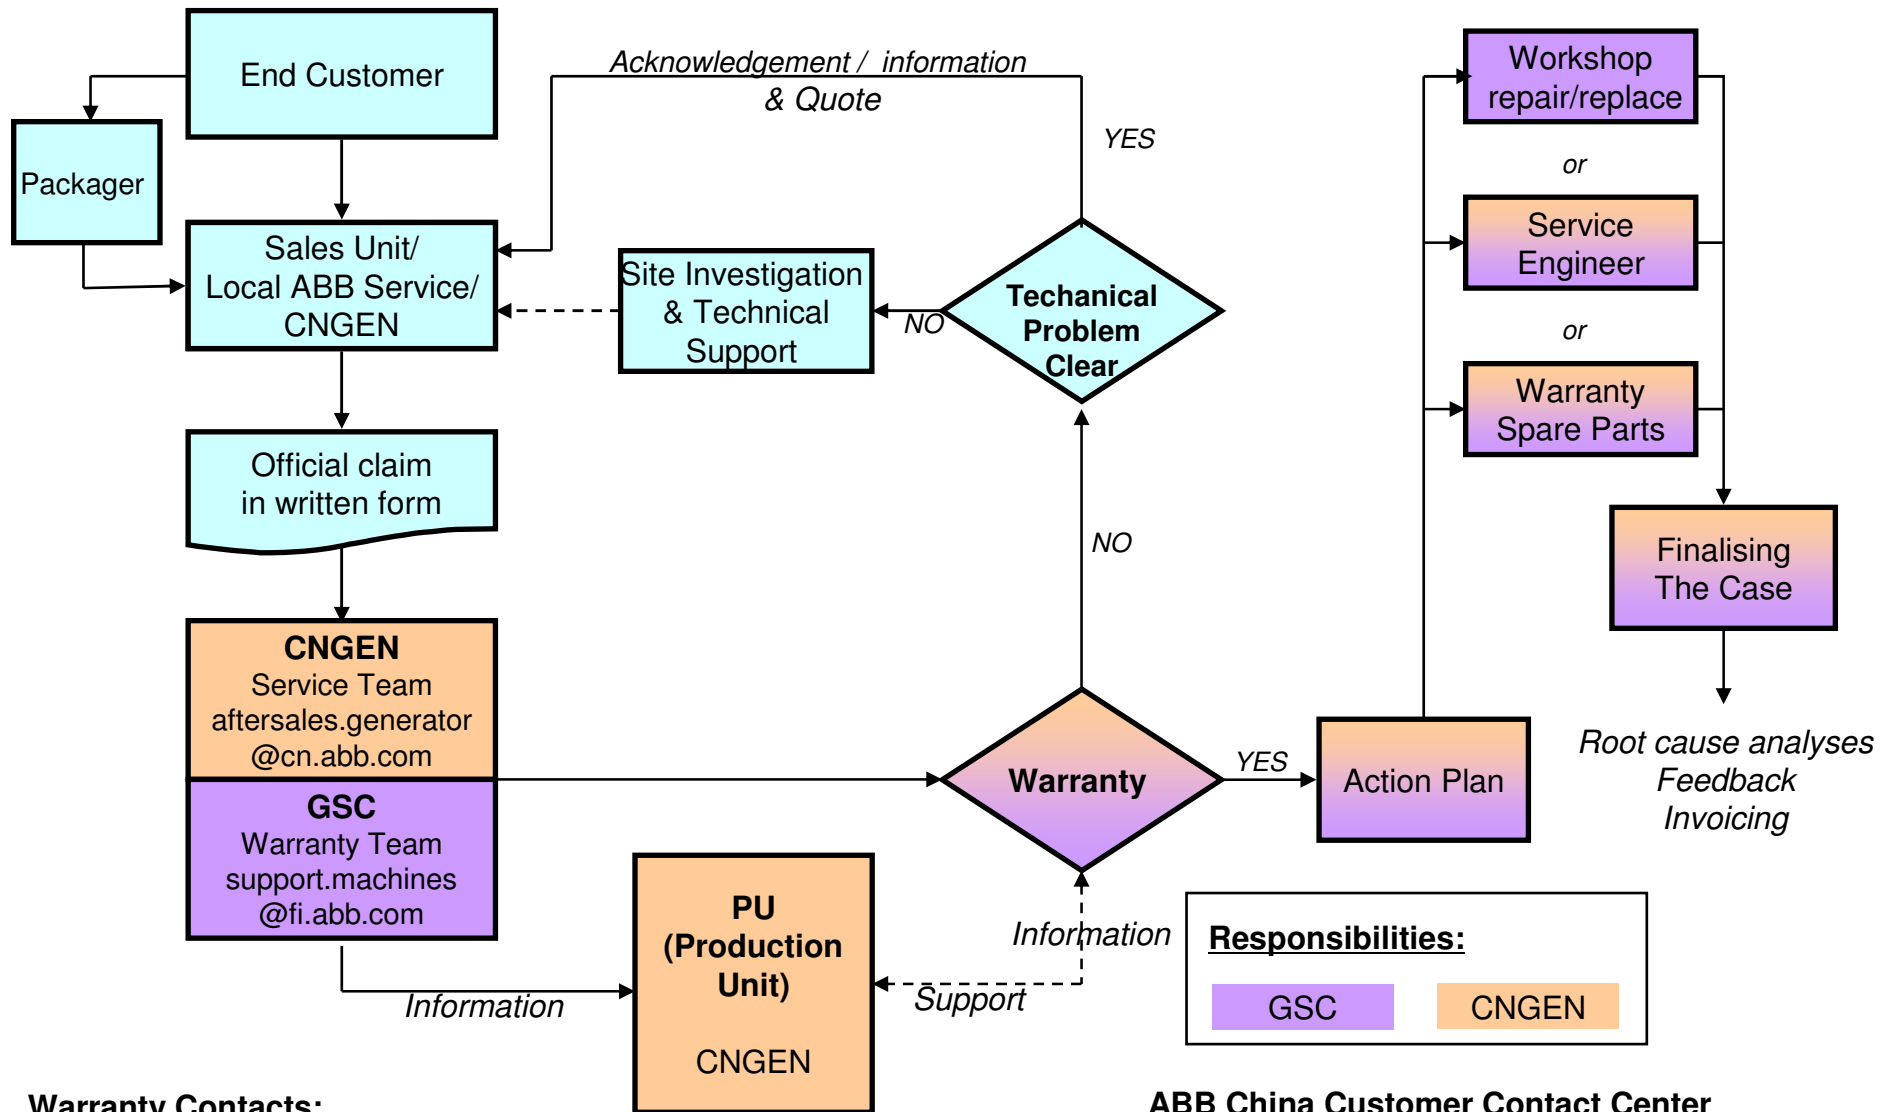 End Customer
Packager
Sales Unit/
Local ABB Service/
CNGEN
Official claim
in written form
CNGEN
Service Team
aftersales.generator
@cn.abb.com
GSC
Warranty Team
support.machines
@fi.abb.com
Information
PU
(Production
Unit)
CNGEN
Support
Information
Acknowledgement / information
& Quote
YES
Site Investigation
& Technical
Support
NO
Techanical
Problem
Clear
NO
Warranty
YES
Action Plan
Workshop
repair/replace
or
Service
Engineer
or
Warranty
Spare Parts
Finalising
The Case
Root cause analyses
Feedback
Invoicing
Responsibilities:
GSC
CNGEN
Warranty Contacts:
ABB China Customer Contact Center